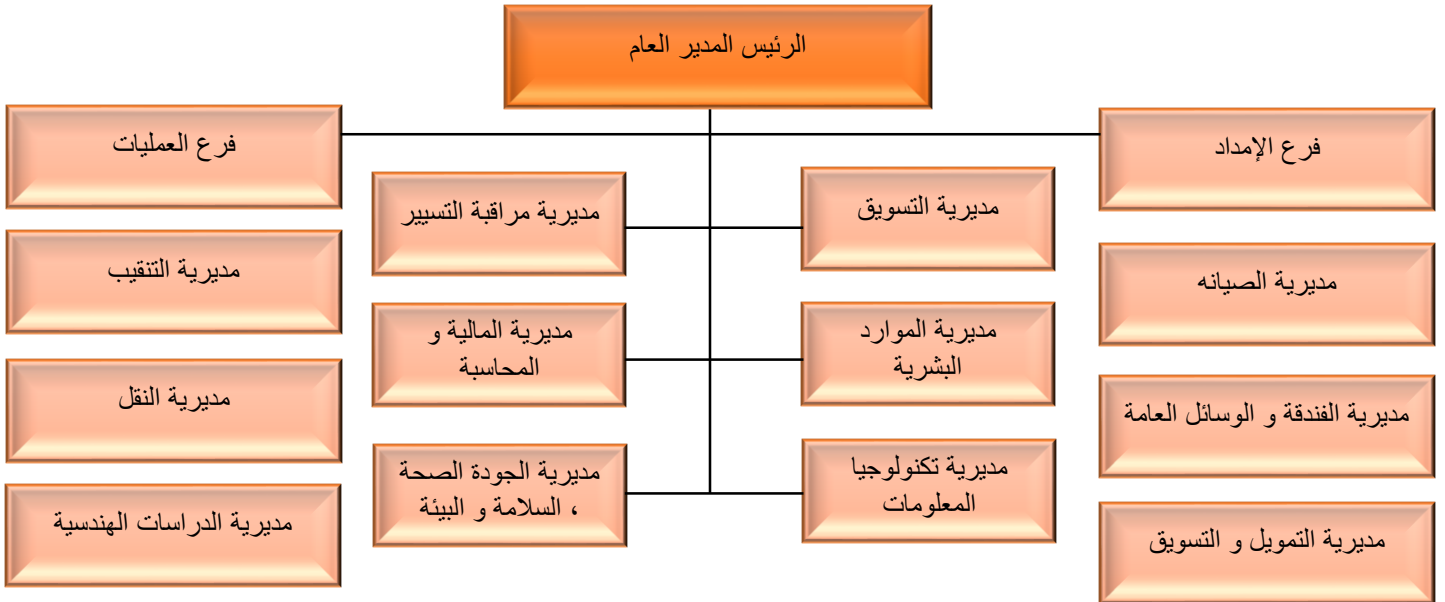 الرئيس المدير العام
فرع الإمداد
فرع العمليات
مديرية التسويق
مديرية مراقبة التسيير
مديرية الصيانه
مديرية التنقيب
مديرية الموارد
البشرية
مديرية المالية و
المحاسبة
مديرية الفندقة و الوسائل العامة
مديرية النقل
مديرية تكنولوجيا
المعلومات
مديرية الجودة الصحة
، السلامة و البيئة
مديرية التمويل و التسويق
مديرية الدراسات الهندسية